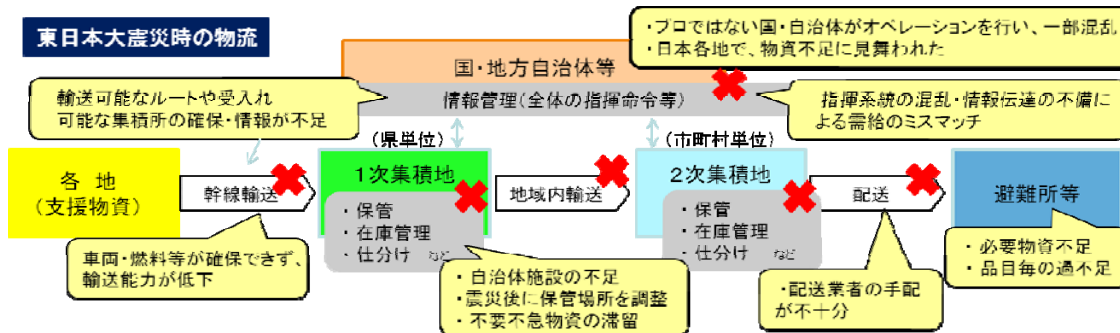 東日本大震災時の物流
・プロではない国・自治体がオペレーションを行い、一部混乱
・日本各地で、物資不足に見舞われた
国・地方自治体等
情報管理(全体の指揮命令等)
輸送可能なルートや受入れ
可能な集積所の確保・情報が不足
指揮系統の混乱・情報伝達の不備に
よる需給のミスマッチ
(県単位)
(市町村単位)
各 地
(支援物資)
幹線輸送
1次集積地
・保管
・在庫管理
・仕分け など
地域内輸送
2次集積地
・保管
・在庫管理
・仕分け など
配送
避難所等
車両・燃料等が確保できず、
輸送能力が低下
・自治体施設の不足
・震災後に保管場所を調整
・不要不急物資の滞留
・配送業者の手配
が不十分
・必要物資不足
・品目毎の過不足